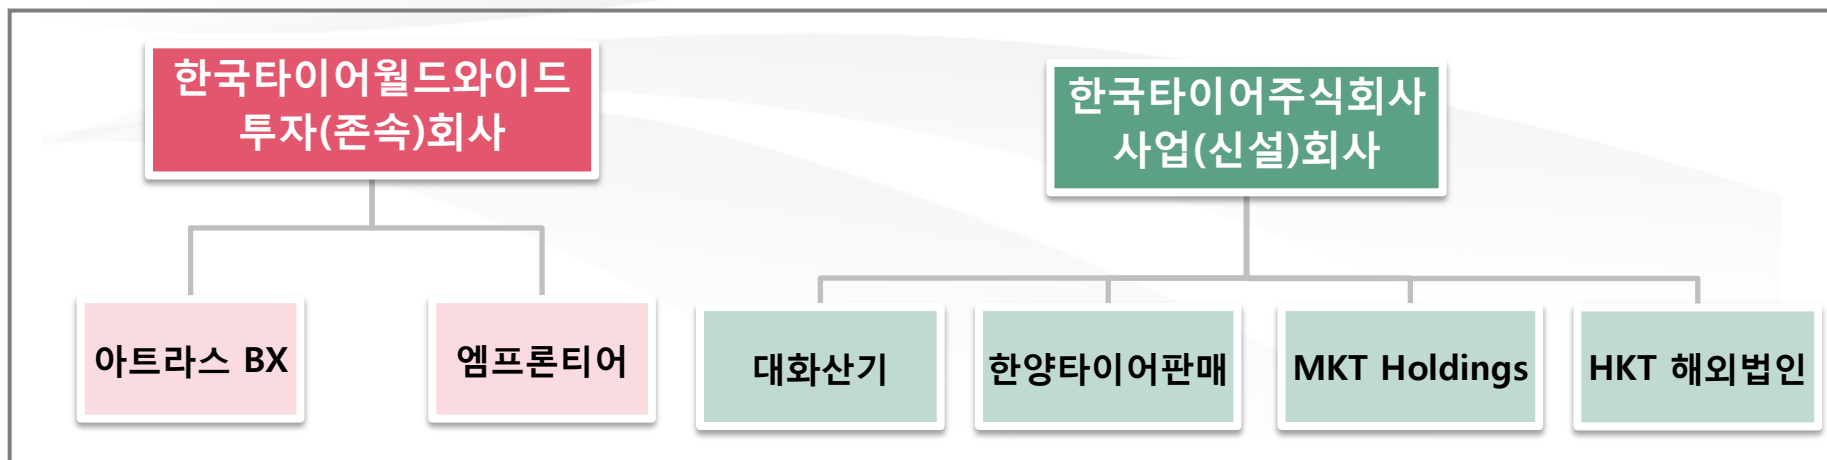 한국타이어월드와이드
투자(존속)회사
한국타이어주식회사
사업(신설)회사
아트라스 BX
엠프론티어
대화산기
한양타이어판매
MKT Holdings
HKT 해외법인